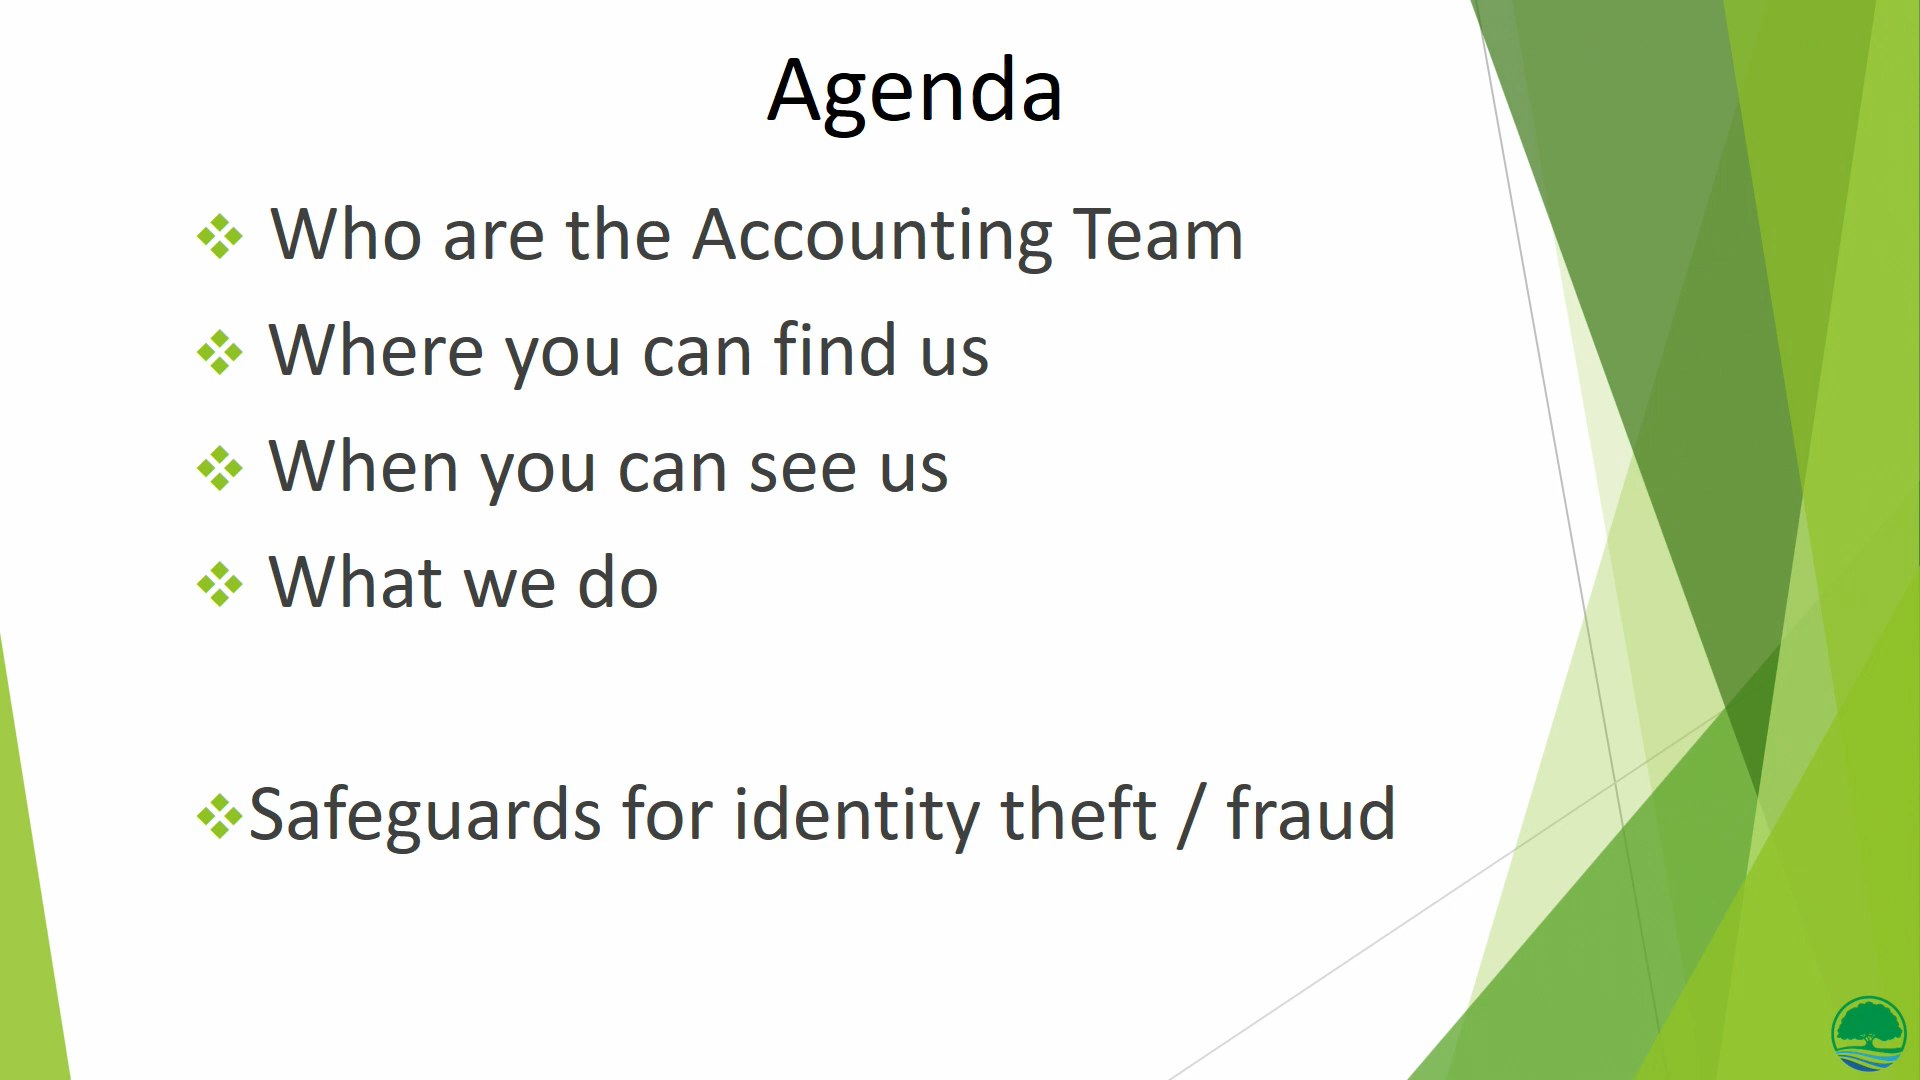 Agenda
Who are the Accounting Team
Where you can find us
When you can see us
What we do
Safeguards for identity theft / fraud